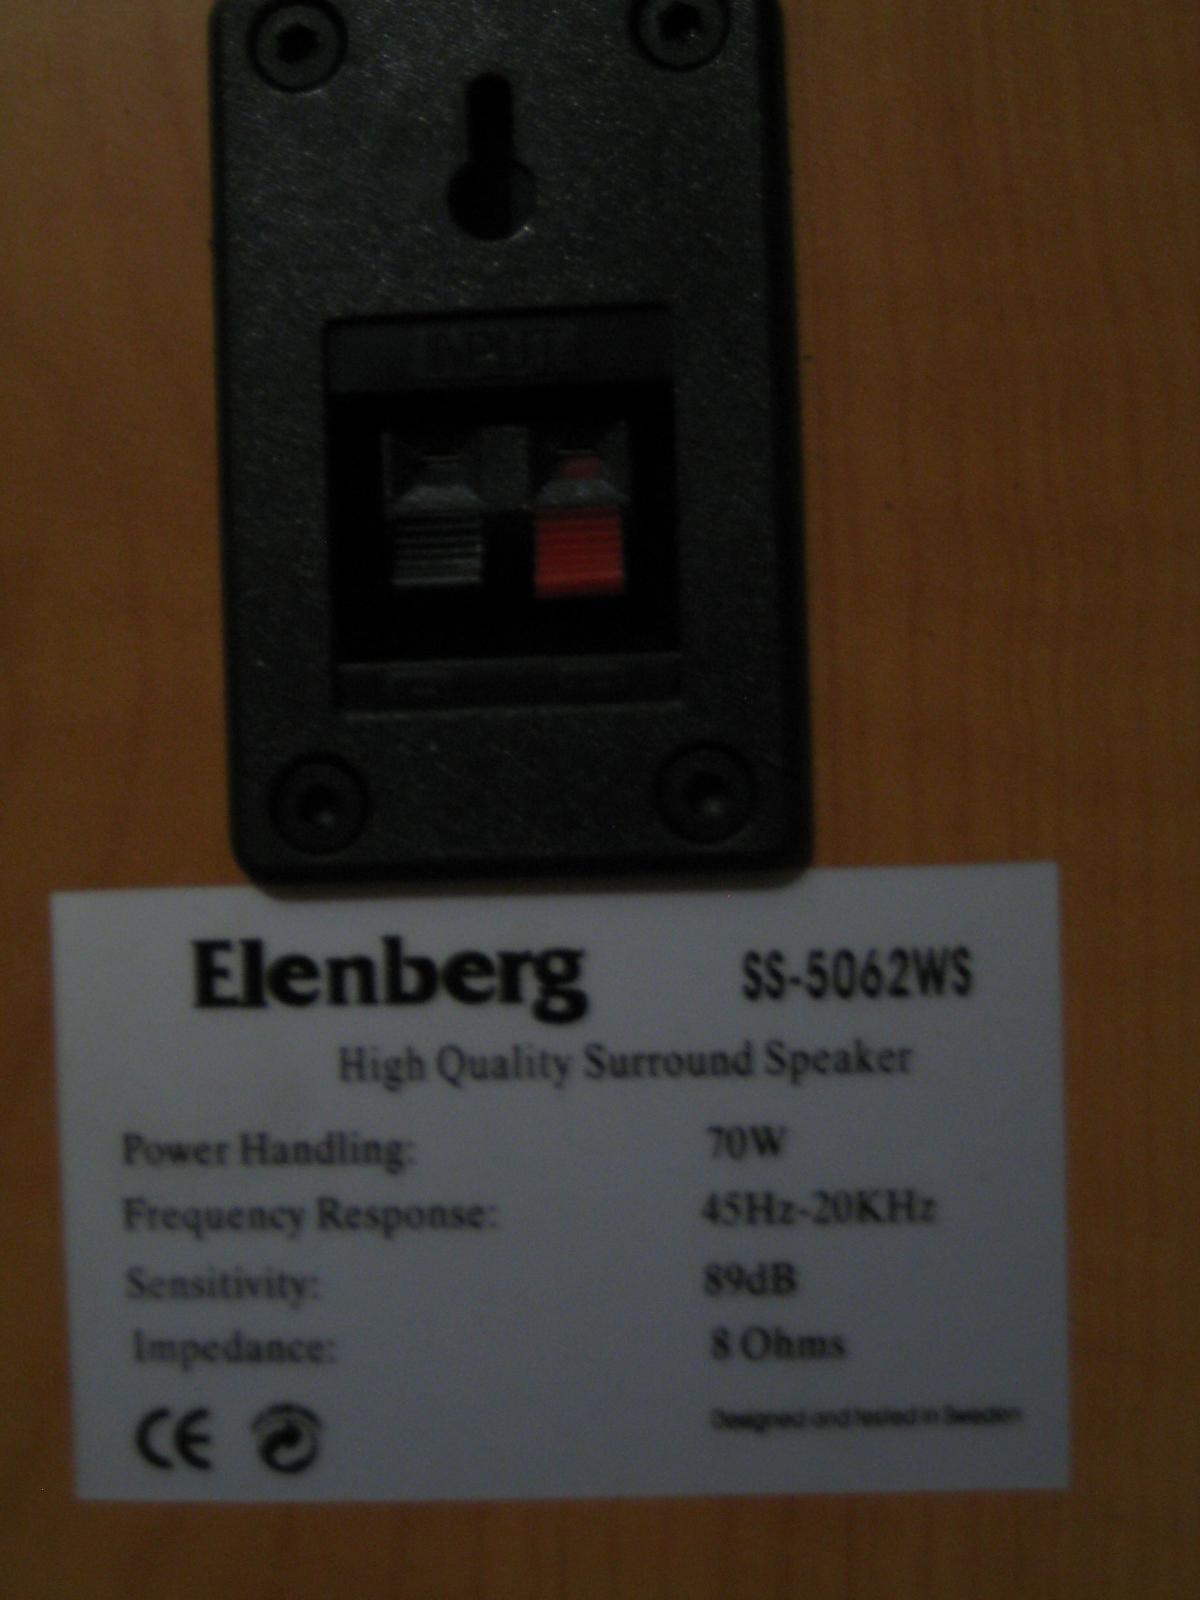 INPUT
Elenberg SS-5062WS
High Quality Surround Speaker
Power Handling: 70W
Frequency Response: 45Hz-20KHz
Sensitivity: 89dB
Impedance: 8 Ohms
CE
Designed and tested in Sweden